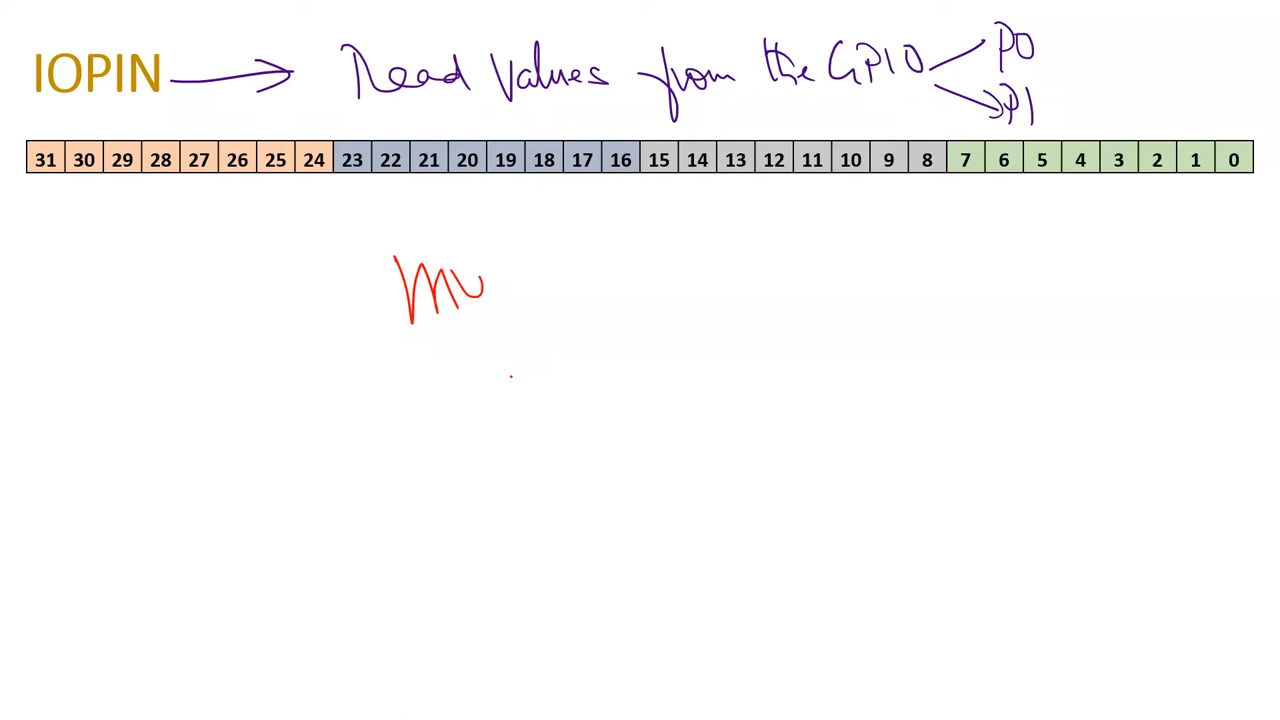 IOPIN → Read Values from the GPIO P0
P1
31 30 29 28 27 26 25 24 23 22 21 20 19 18 17 16 15 14 13 12 11 10 9 8 7 6 5 4 3 2 1 0